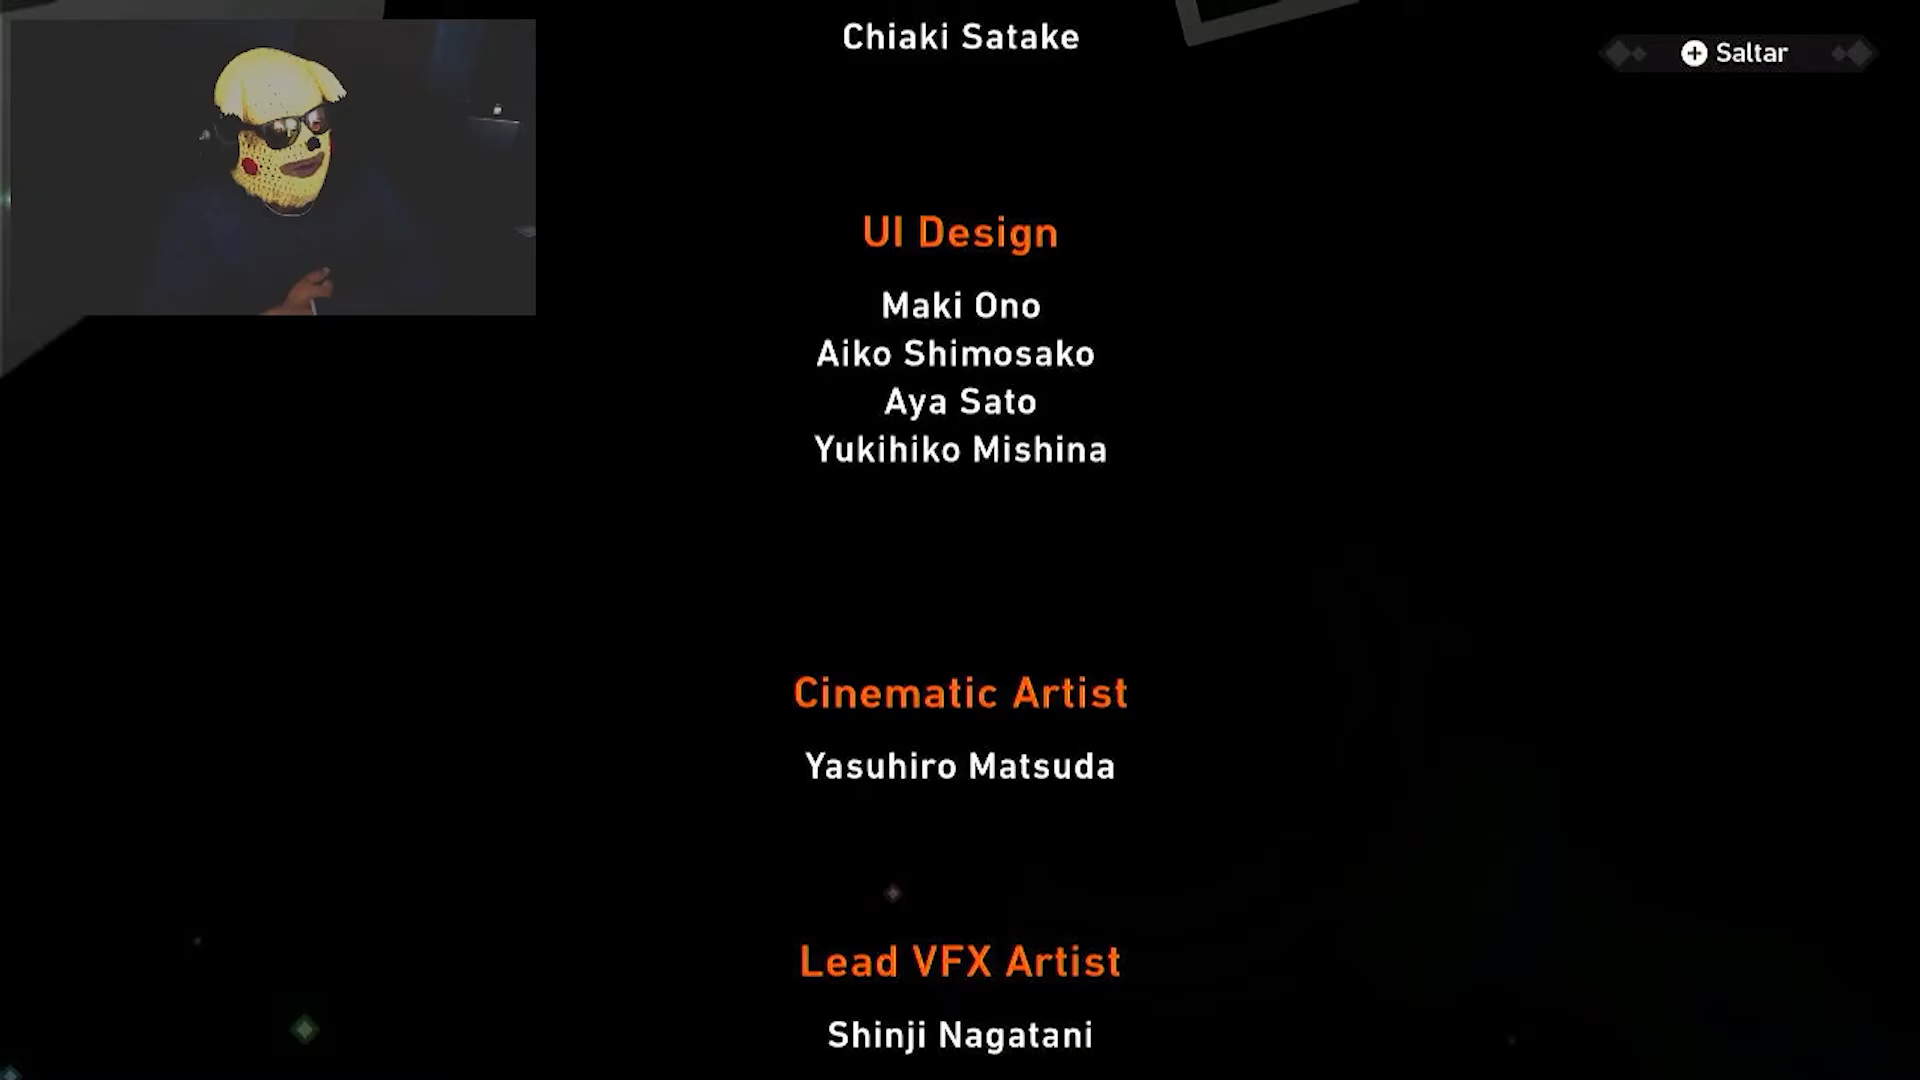 Chiaki Satake
Saltar
UI Design
Maki Ono
Aiko Shimosako
Aya Sato
Yukihiko Mishina
Cinematic Artist
Yasuhiro Matsuda
Lead VFX Artist
Shinji Nagatani